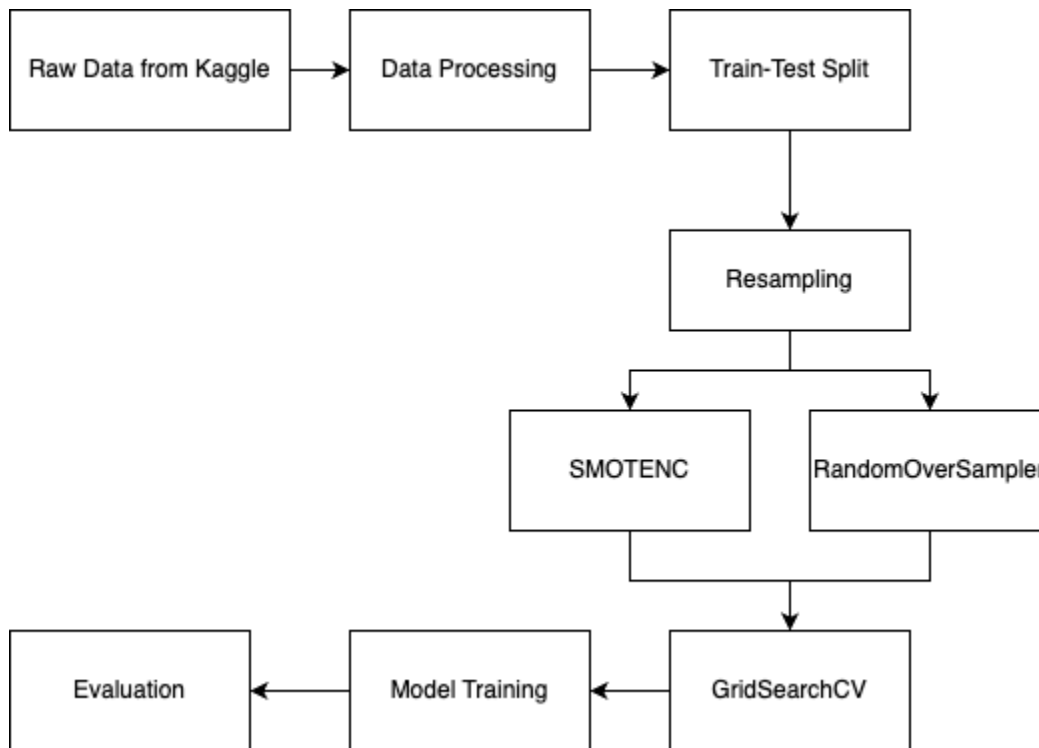 Raw Data from Kaggle
Data Processing
Train-Test Split
Resampling
SMOTENC
RandomOverSampler
GridSearchCV
Model Training
Evaluation